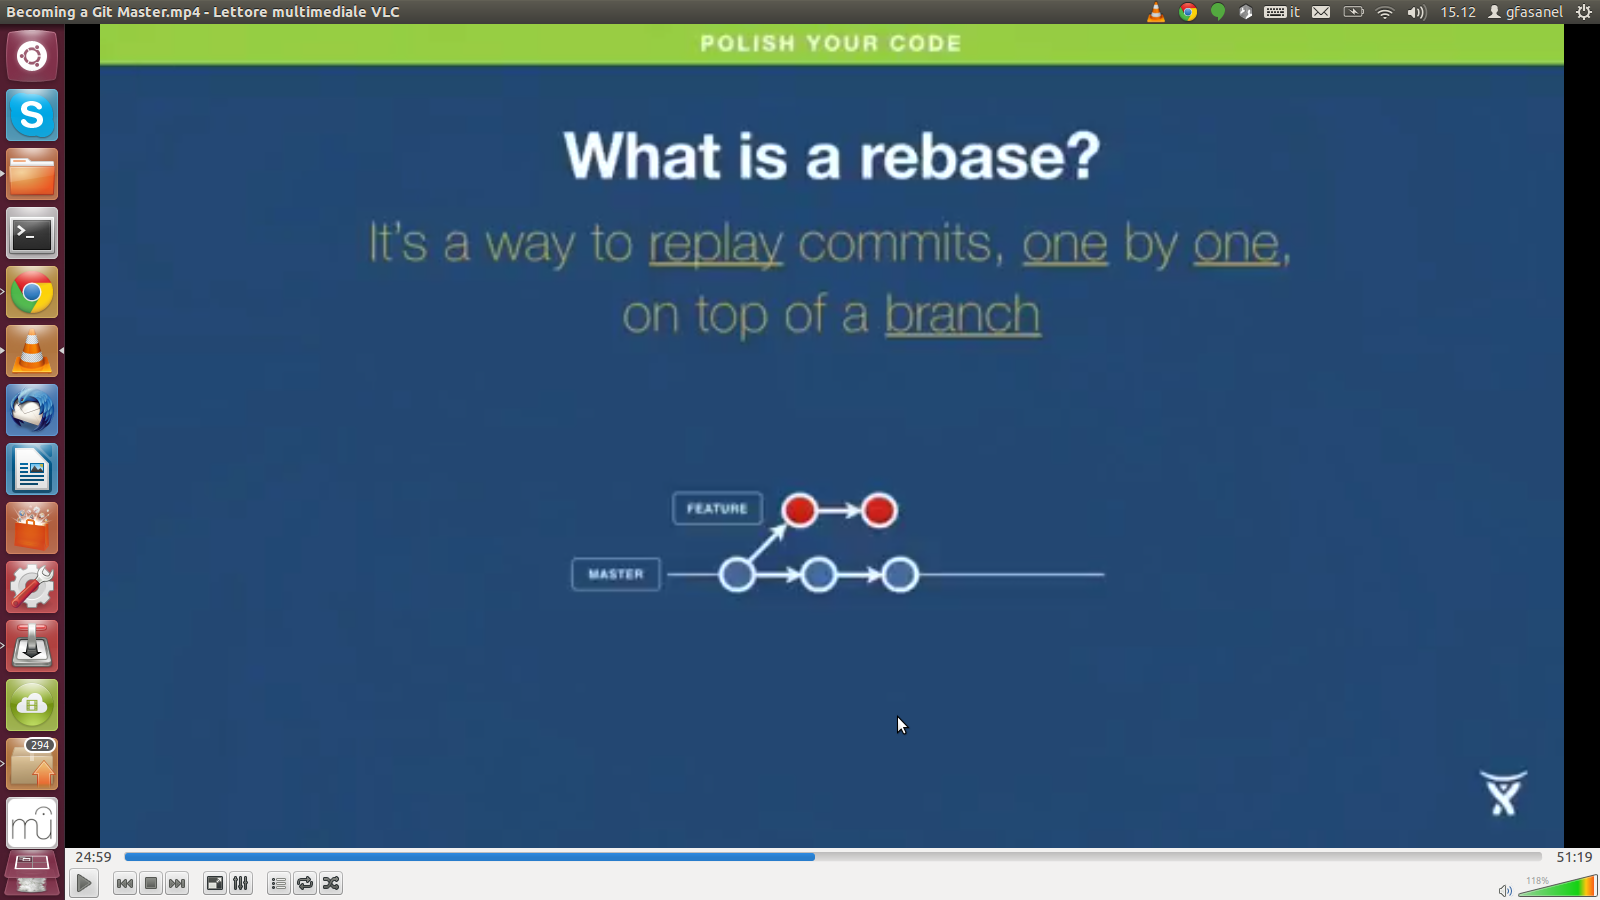 Becoming a Git Master.mp4 - Lettore multimediale VLC
it
15.12
gfasanel
POLISH YOUR CODE
What is a rebase?
It's a way to replay commits, one by one,
on top of a branch
FEATURE
MASTER
S
>_
294
mu
24:59
51:19
118%